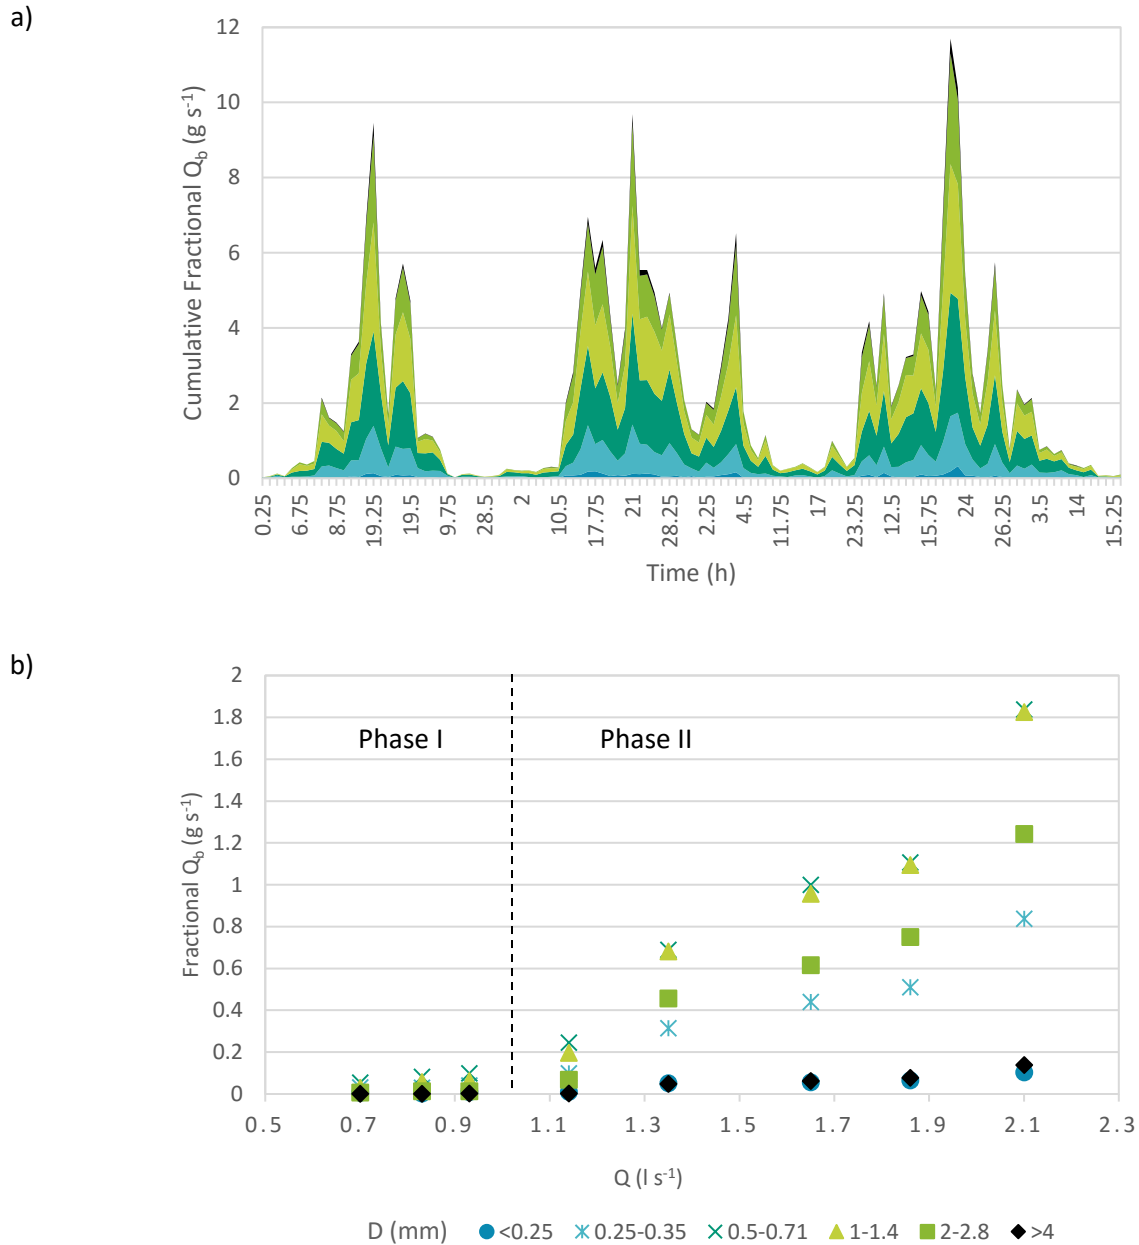 a)
12
10
8
6
4
2
0
Cumulative Fractional Q_b (g s⁻¹)
0.25 6.75 8.75 19.25 19.5 9.75 28.5 2 10.5 17.75 21 28.25 2.25 4.5 11.75 17 23.25 12.5 15.75 24 26.25 3.5 14 15.25
Time (h)
b)
2
1.8
1.6
1.4
1.2
1
0.8
0.6
0.4
0.2
0
Fractional Q_b (g s⁻¹)
Phase I Phase II
0.5 0.7 0.9 1.1 1.3 1.5 1.7 1.9 2.1 2.3
Q (l s⁻¹)
D (mm) <0.25 0.25-0.35 0.5-0.71 1-1.4 2-2.8 >4